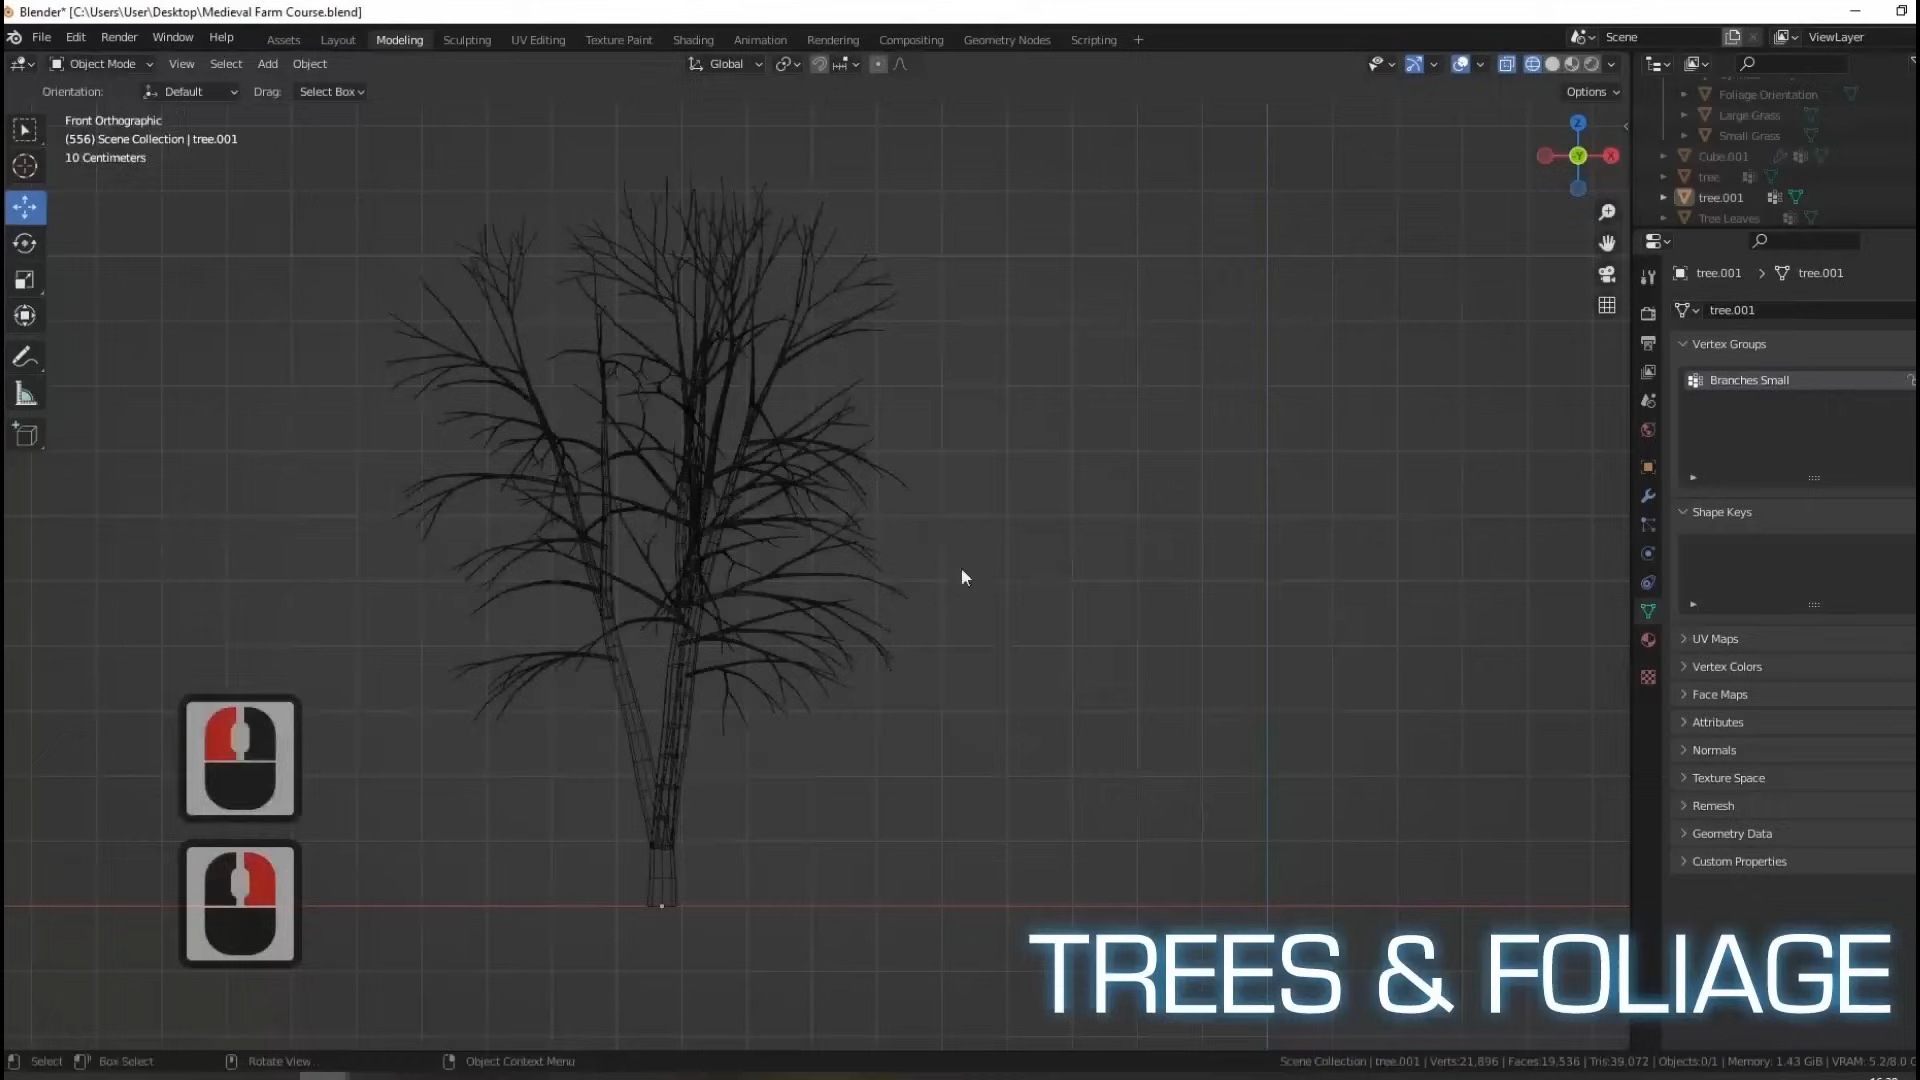 Blender* [C:\Users\User\Desktop\Medieval Farm Course.blend]
File Edit Render Window Help Assets Layout Modeling Sculpting UV Editing Texture Paint Shading Animation Rendering Compositing Geometry Nodes Scripting + Scene ViewLayer
Object Mode View Select Add Object Global
Orientation: Default Drag: Select Box Options
Front Orthographic
(556) Scene Collection | tree.001
10 Centimeters
Z
Y
X
Foliage Orientation
Large Grass
Small Grass
Cube.001
tree
tree.001
Tree Leaves
tree.001 > tree.001
tree.001
Vertex Groups
Branches Small
Shape Keys
UV Maps
Vertex Colors
Face Maps
Attributes
Normals
Texture Space
Remesh
Geometry Data
Custom Properties
TREES & FOLIAGE
Select Box Select Rotate View Object Context Menu Scene Collection | tree.001 | Verts:21,896 | Faces:19,536 | Tris:39,072 | Objects:0/1 | Memory: 1.43 GiB | VRAM: 5.2/8.0